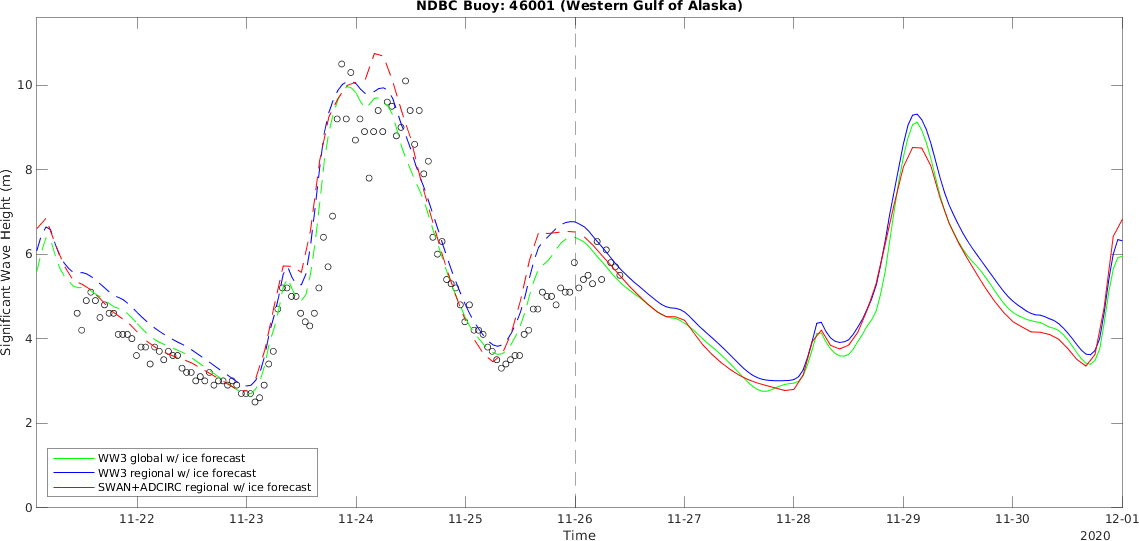 NDBC Buoy: 46001 (Western Gulf of Alaska)
Significant Wave Height (m)
10
8
6
4
2
0
WW3 global w/ ice forecast
WW3 regional w/ ice forecast
SWAN+ADCIRC regional w/ ice forecast
11-22 11-23 11-24 11-25 11-26 11-27 11-28 11-29 11-30 12-01
Time
2020